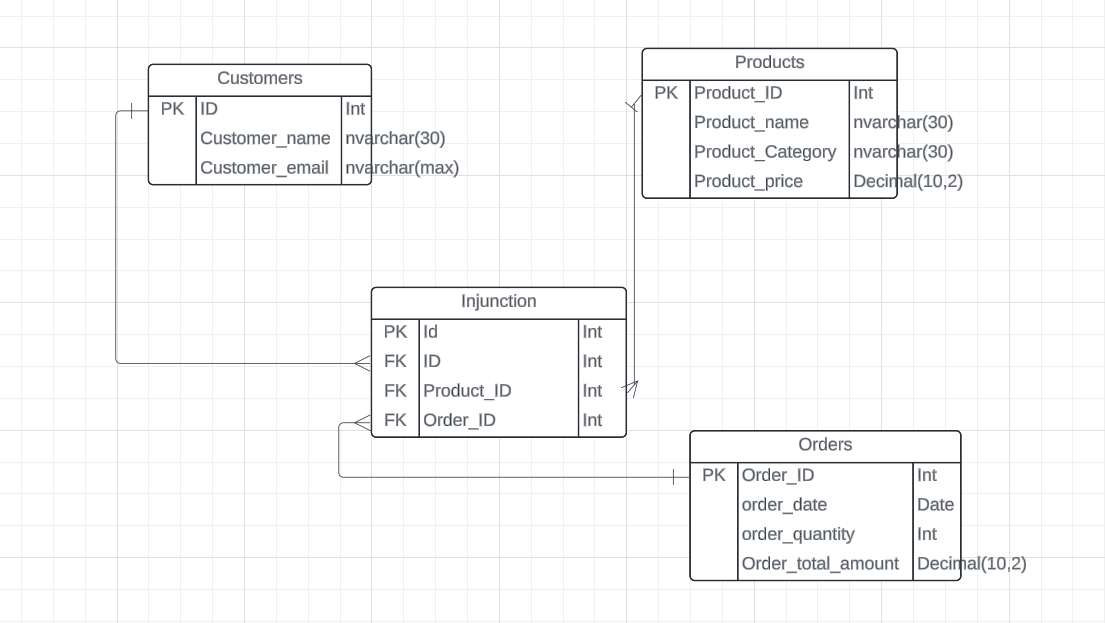 Customers
PK ID Int
Customer_name nvarchar(30)
Customer_email nvarchar(max)
Products
PK Product_ID Int
Product_name nvarchar(30)
Product_Category nvarchar(30)
Product_price Decimal(10,2)
Injunction
PK Id Int
FK ID Int
FK Product_ID Int
FK Order_ID Int
Orders
PK Order_ID Int
order_date Date
order_quantity Int
Order_total_amount Decimal(10,2)